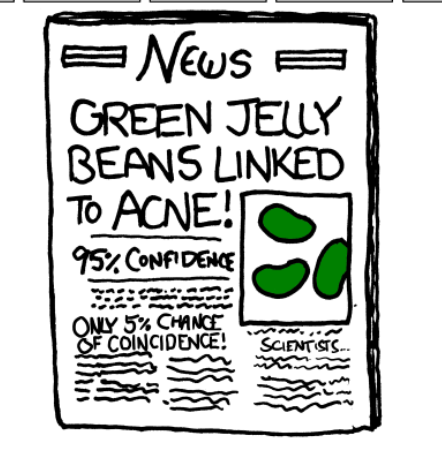 NEWS
GREEN JELLY
BEANS LINKED
TO ACNE!
95% CONFIDENCE
ONLY 5% CHANCE
OF COINCIDENCE!
SCIENTISTS...